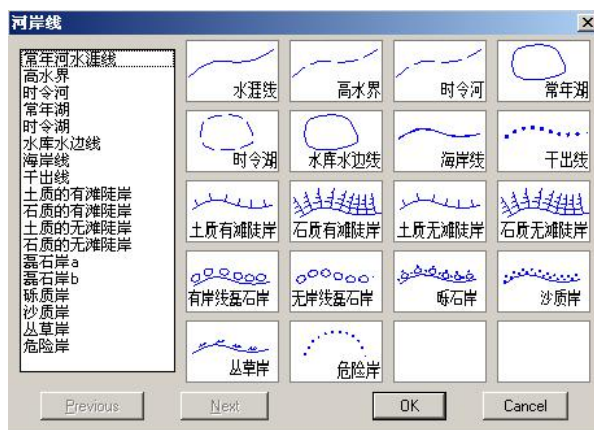 河岸线
常年河水涯线
高水界
时令河
常年湖
时令湖
水库水边线
海岸线
干出线
土质的有滩陡岸
石质的有滩陡岸
土质的无滩陡岸
石质的无滩陡岸
磊石岸a
磊石岸b
砾质岸
沙质岸
丛草岸
危险岸
水涯线
高水界
时令河
常年湖
时令湖
水库水边线
海岸线
干出线
土质有滩陡岸
石质有滩陡岸
土质无滩陡岸
石质无滩陡岸
有岸线磊石岸
无岸线磊石岸
砾石岸
沙质岸
丛草岸
危险岸
Previous
Next
OK
Cancel